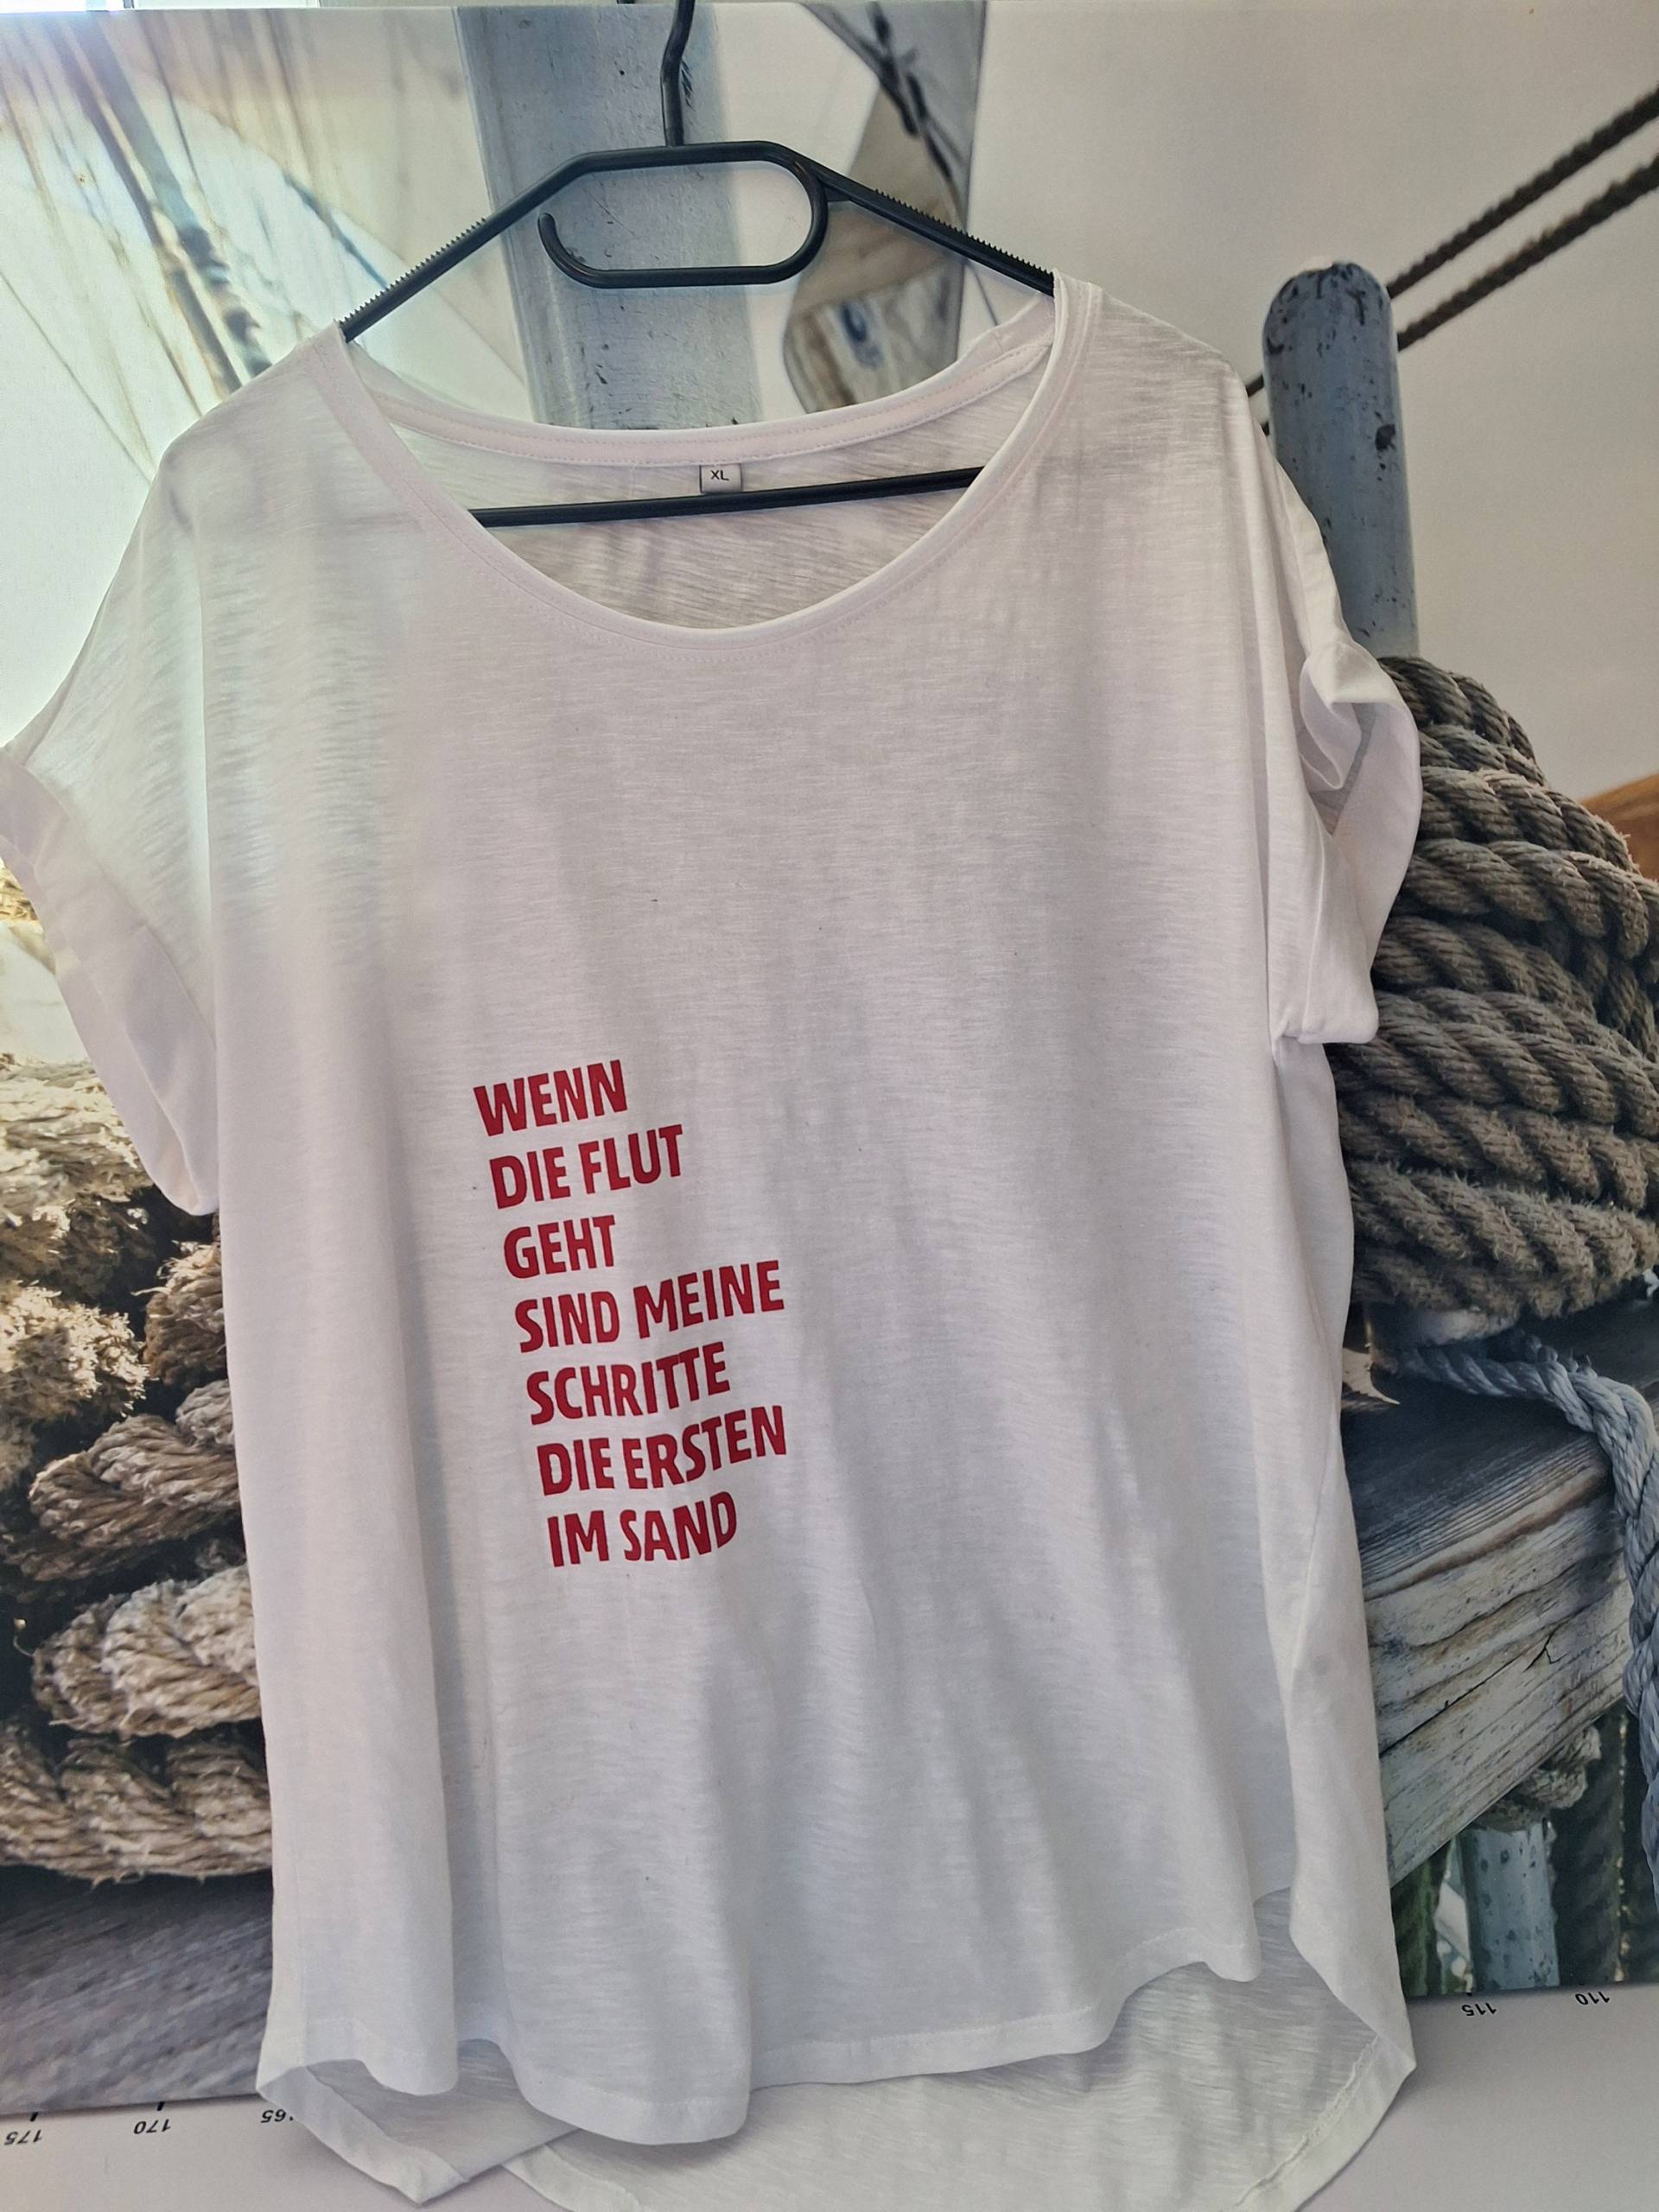 XL
WENN
DIE FLUT
GEHT
SIND MEINE
SCHRITTE
DIE ERSTEN
IM SAND
115
110
175
170
165